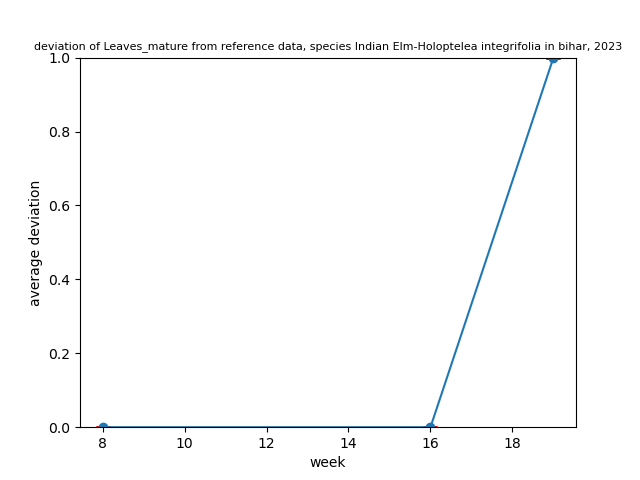 deviation of Leaves_mature from reference data, species Indian Elm-Holoptelea integrifolia in bihar, 2023
1.0
0.8
0.6
0.4
0.2
0.0
average deviation
8 10 12 14 16 18
week